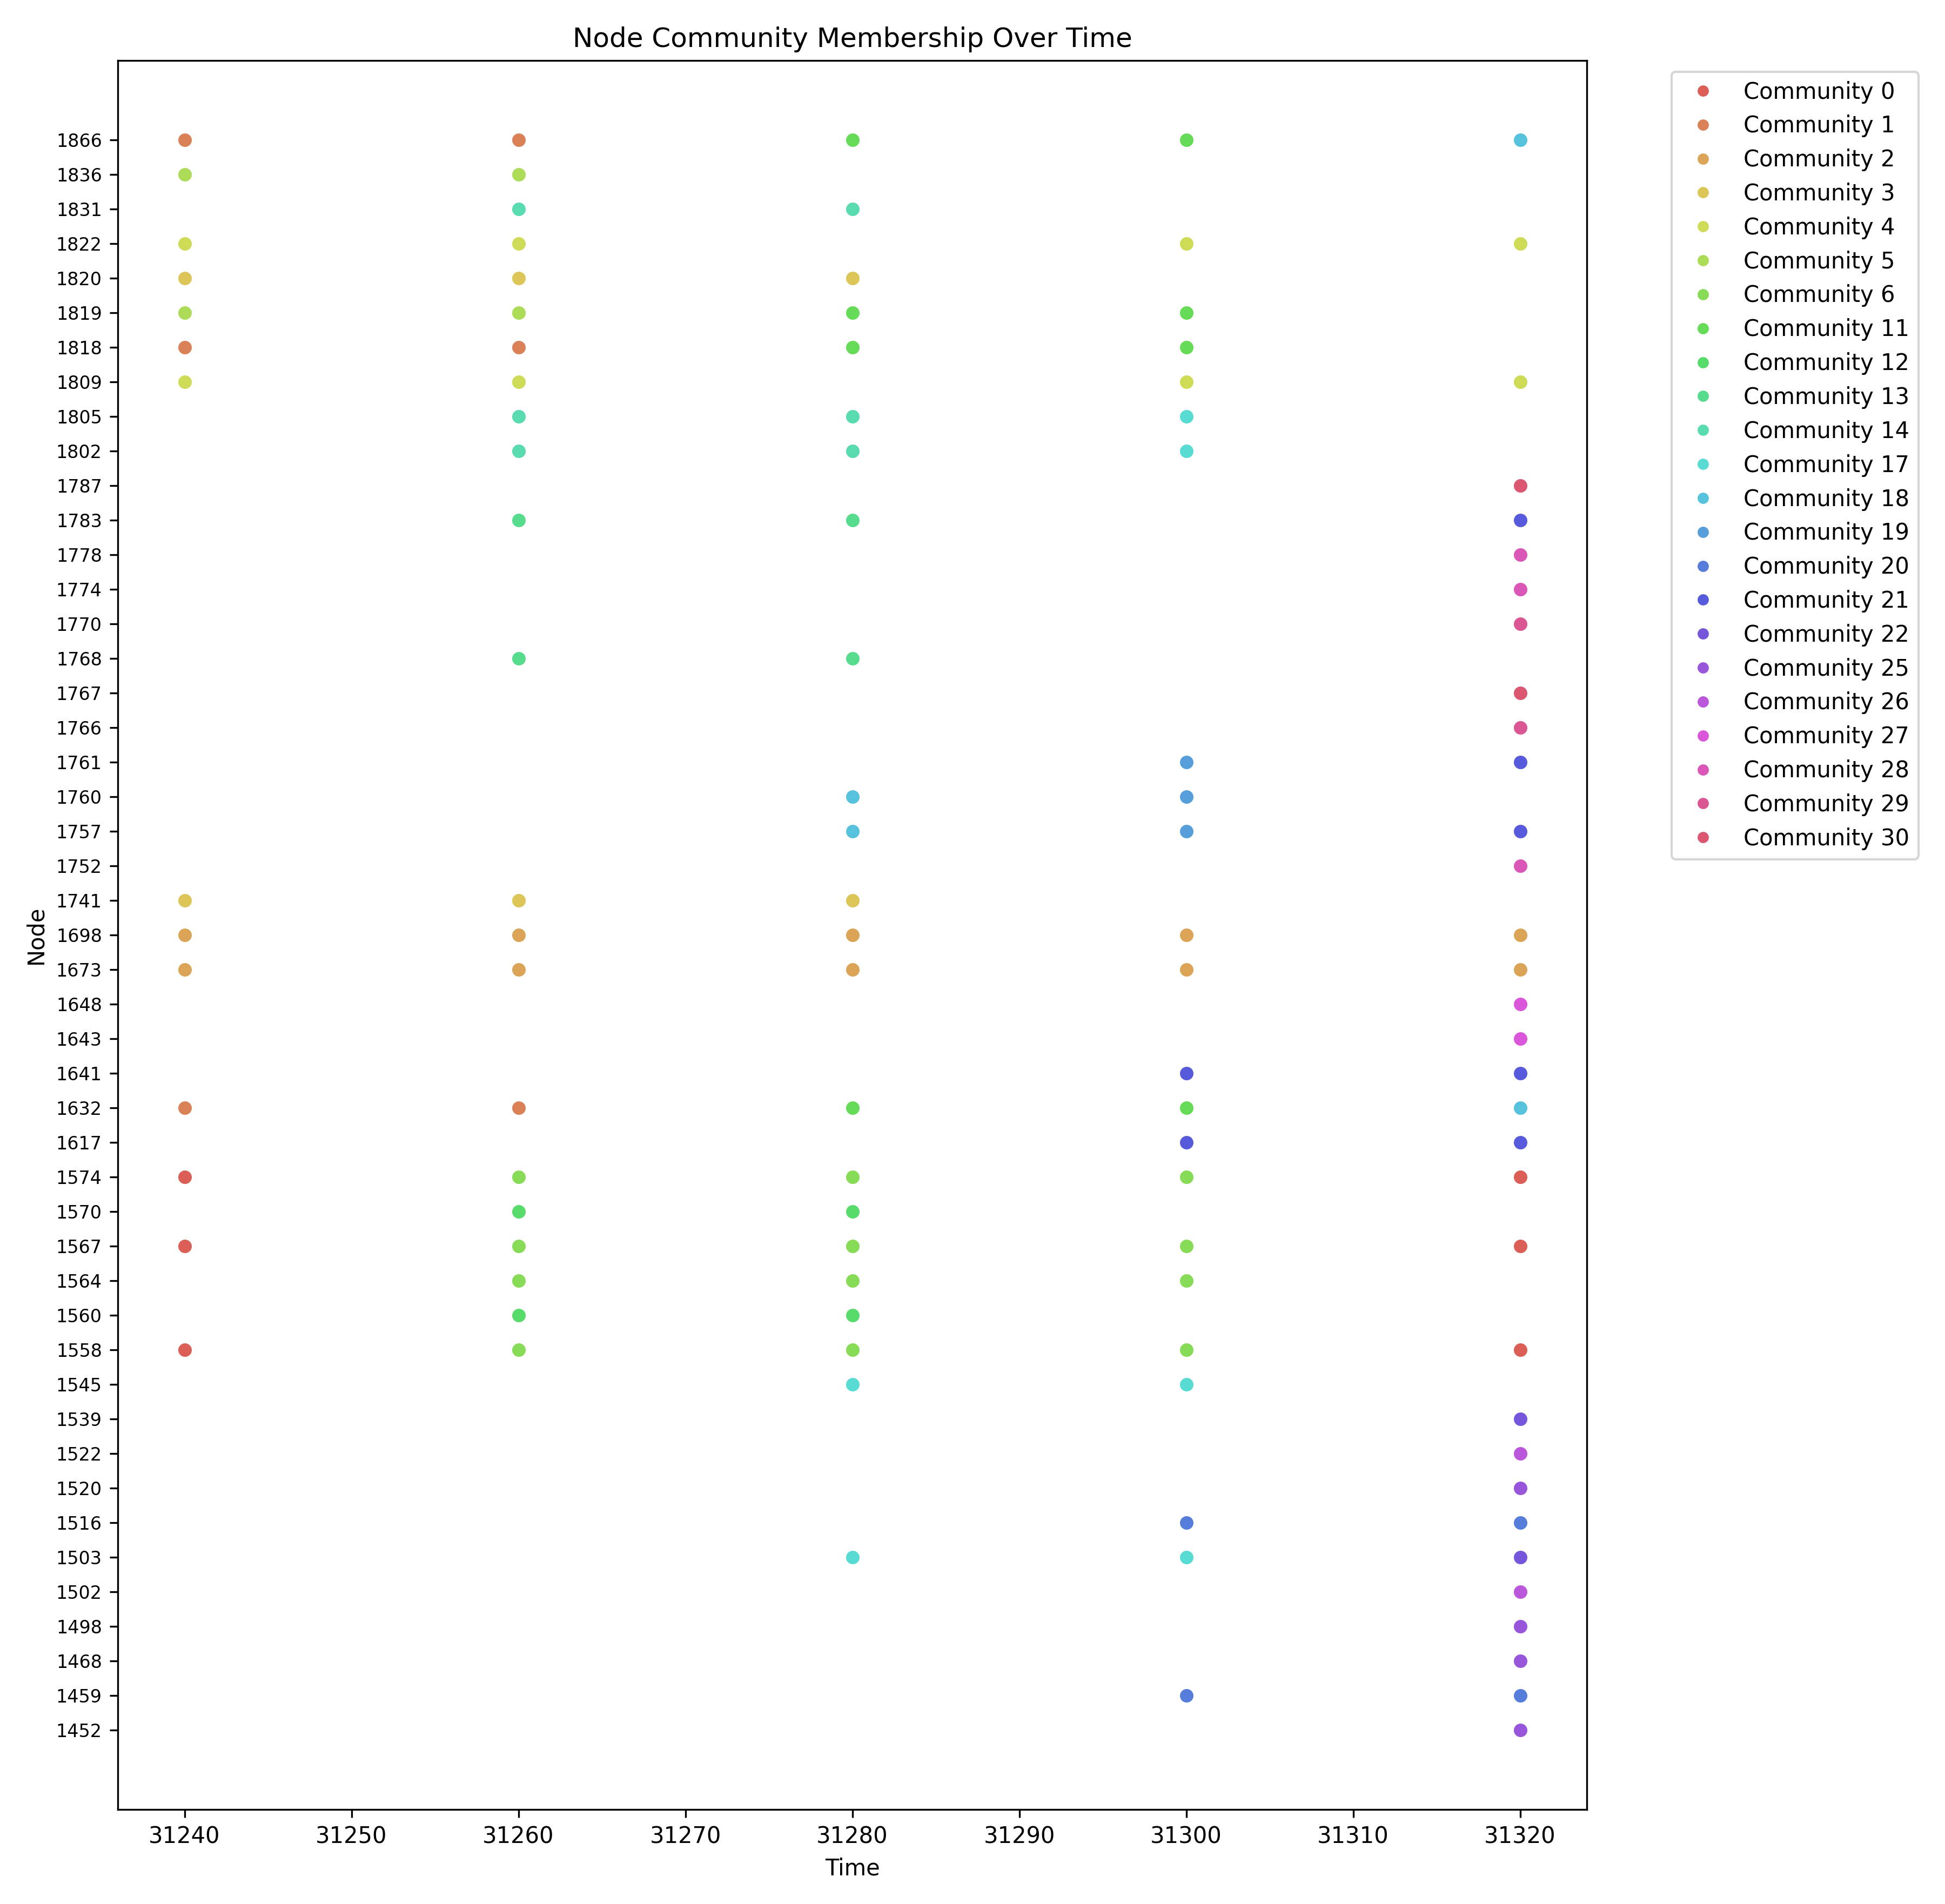 Node Community Membership Over Time
1866
1836
1831
1822
1820
1819
1818
1809
1805
1802
1787
1783
1778
1774
1770
1768
1767
1766
1761
1760
1757
1752
1741
1698
1673
1648
1643
1641
1632
1617
1574
1570
1567
1564
1560
1558
1545
1539
1522
1520
1516
1503
1502
1498
1468
1459
1452
Node
31240 31250 31260 31270 31280 31290 31300 31310 31320
Time
Community 0
Community 1
Community 2
Community 3
Community 4
Community 5
Community 6
Community 11
Community 12
Community 13
Community 14
Community 17
Community 18
Community 19
Community 20
Community 21
Community 22
Community 25
Community 26
Community 27
Community 28
Community 29
Community 30